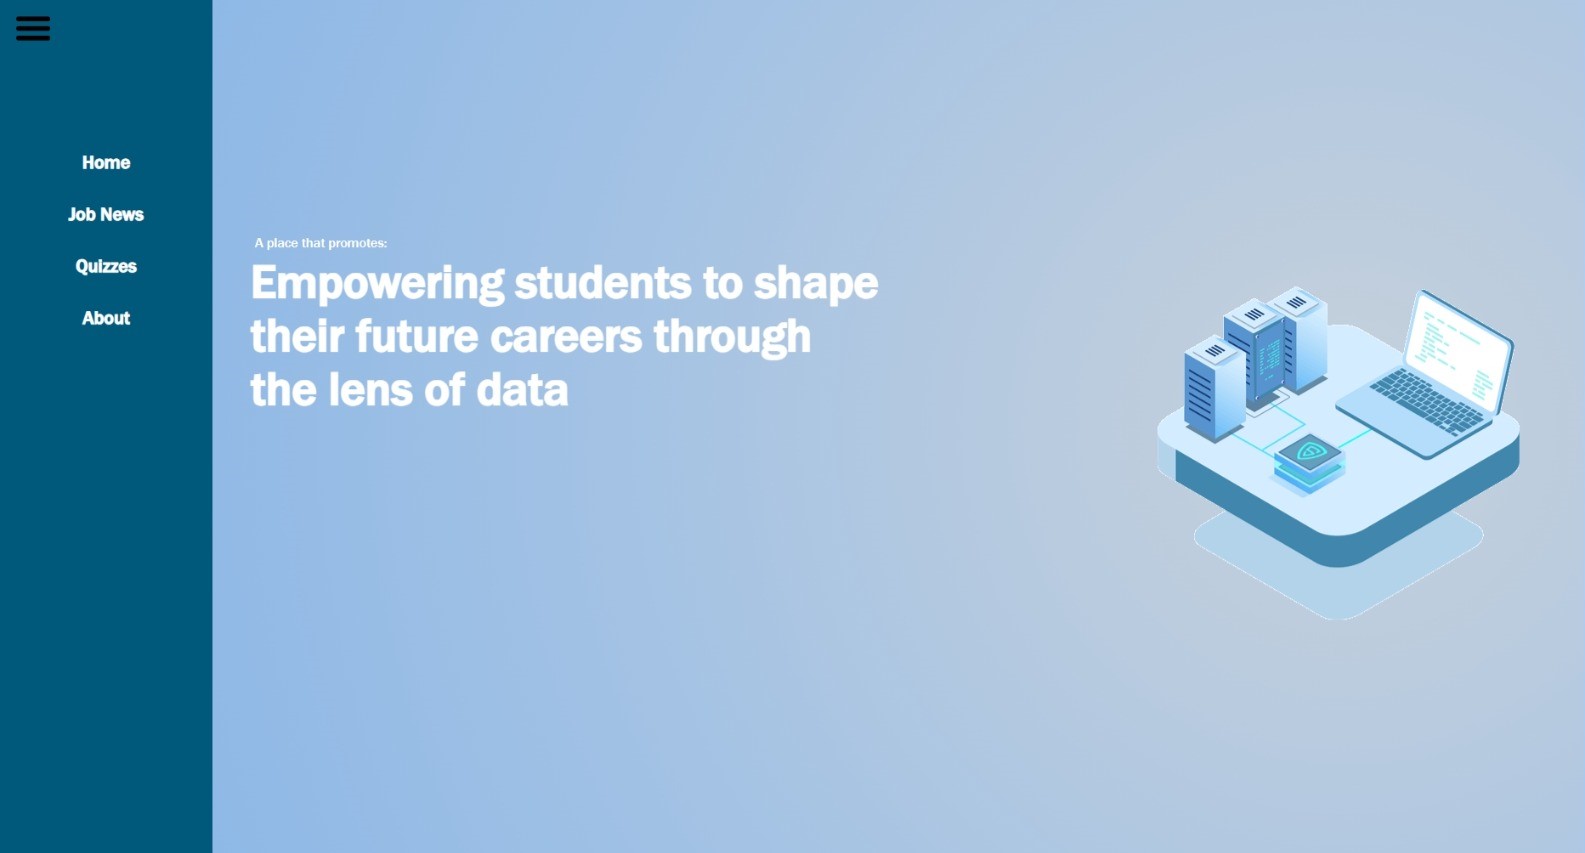 Home
Job News
Quizzes
About
A place that promotes:
Empowering students to shape
their future careers through
the lens of data